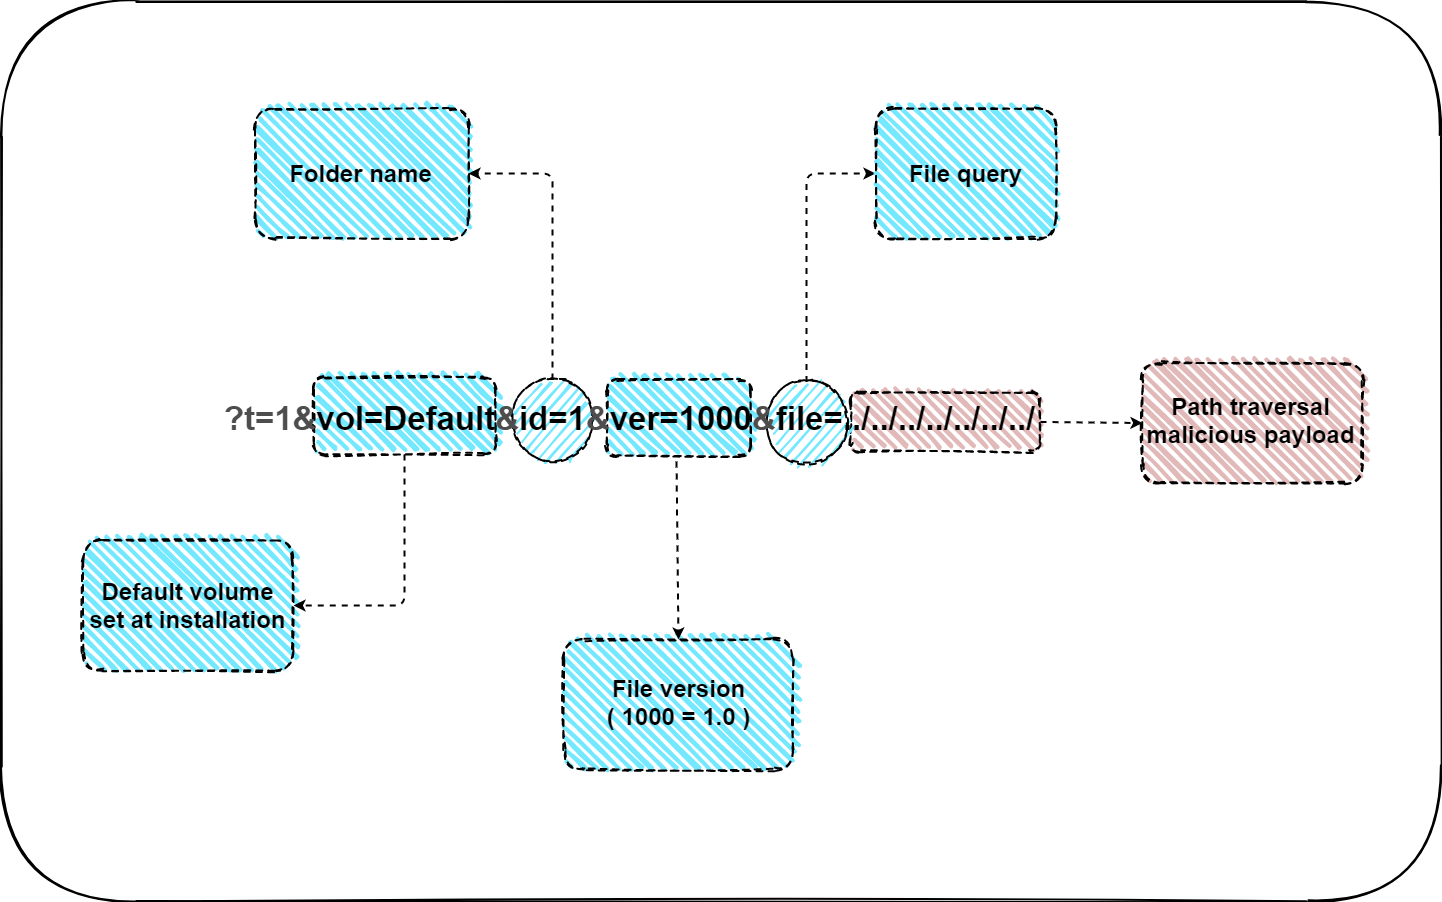 Folder name
File query
?t=1&vol=Default&id=1&ver=1000&file=../../../../../../../
Path traversal
malicious payload
Default volume
set at installation
File version
( 1000 = 1.0 )